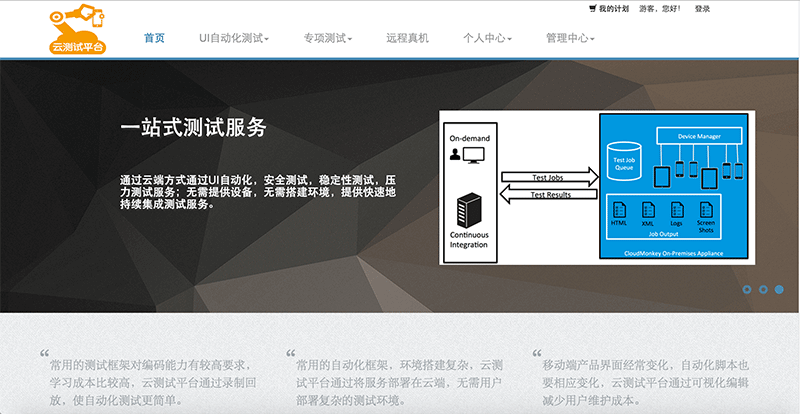 我的计划 游客，您好！ 登录
云测试平台
首页 UI自动化测试 专项测试 远程真机 个人中心 管理中心
一站式测试服务
通过云端方式通过UI自动化，安全测试，稳定性测试，压
力测试服务；无需提供设备，无需搭建环境，提供快速地
持续集成测试服务。
On-demand
Continuous
Integration
Test Jobs
Test Results
Test Job
Queue
Device Manager
HTML XML Logs Screen
Shots
Job Output
CloudMonkey On-Premises Appliance
“常用的测试框架对编码能力有较高要求，
学习成本比较高，云测试平台通过录制回
放，使自动化测试更简单。
“常用的自动化框架，环境搭建复杂，云测
试平台通过将服务部署在云端，无需用户
部署复杂的测试环境。
“移动端产品界面经常变化，自动化脚本也
要相应变化，云测试平台通过可视化编辑
减少用户维护成本。